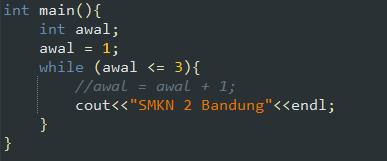 int main(){
    int awal;
    awal = 1;
    while (awal <= 3){
        //awal = awal + 1;
        cout<<"SMKN 2 Bandung"<<endl;
    }
}